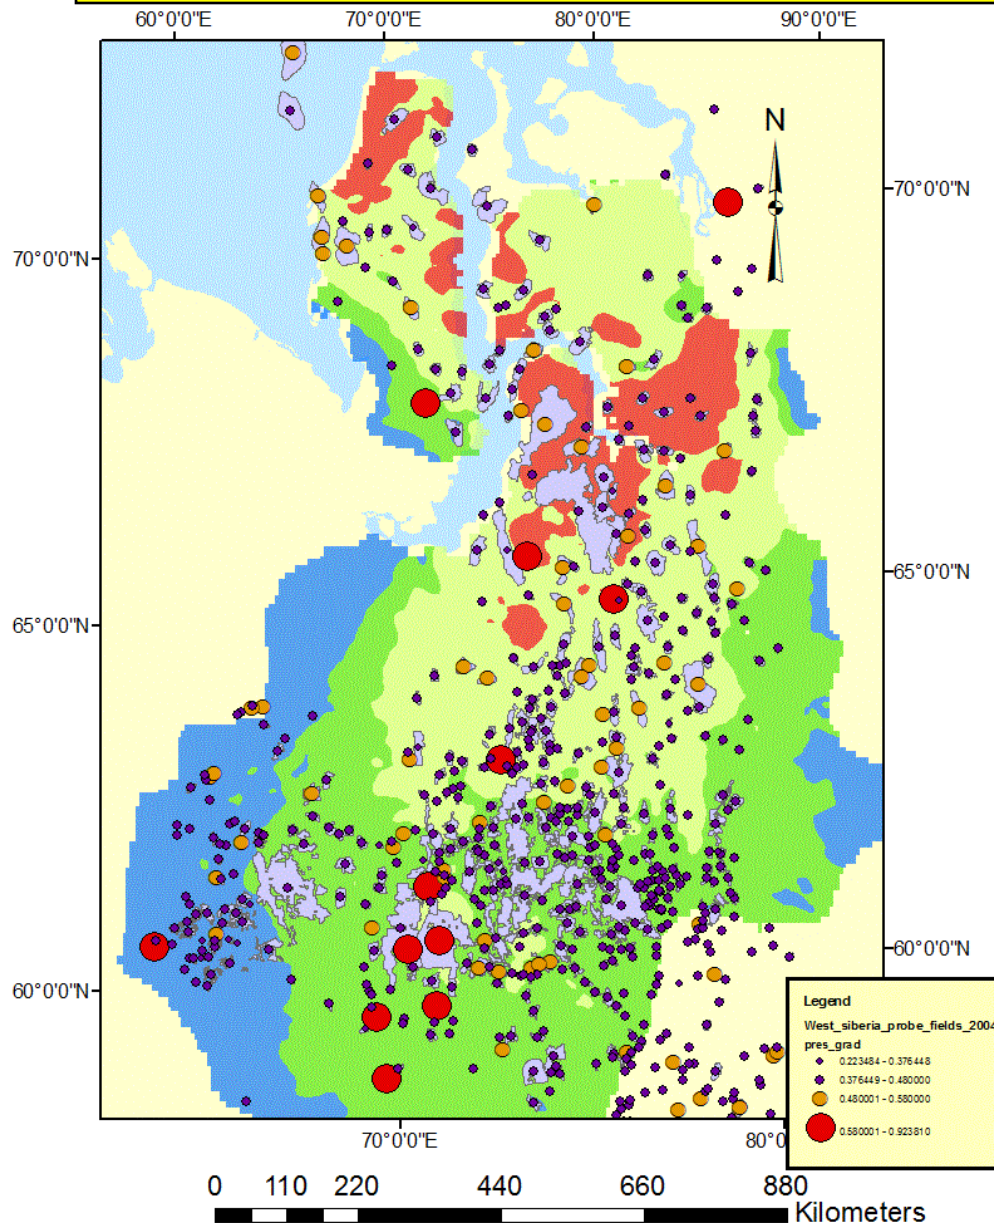 60°0'0"E 70°0'0"E 80°0'0"E 90°0'0"E
N
70°0'0"N
70°0'0"N
65°0'0"N
65°0'0"N
60°0'0"N
60°0'0"N
Legend
West_siberia_probe_fields_2004
pres_grad
0.223484 - 0.376448
0.376449 - 0.480000
0.480001 - 0.580000
0.580001 - 0.923810
70°0'0"E 80°0
0 110 220 440 660 880
Kilometers